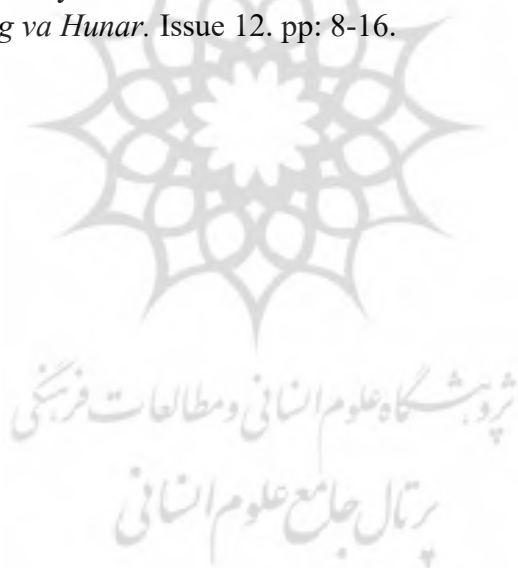 g va Hunar. Issue 12. pp: 8-16.
پژوهشگاه علوم انسانی و مطالعات فرهنگی
پرتال جامع علوم انسانی